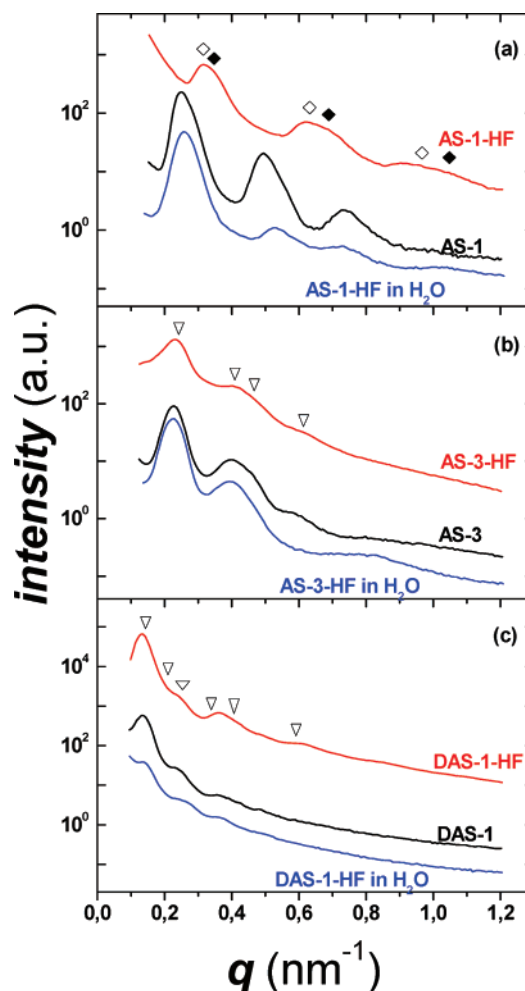 (a)
AS-1-HF
10²
10⁰
AS-1
AS-1-HF in H₂O
(b)
AS-3-HF
10²
10⁰
AS-3
AS-3-HF in H₂O
(c)
10⁴
10²
10⁰
DAS-1-HF
DAS-1
DAS-1-HF in H₂O
intensity (a.u.)
0,0 0,2 0,4 0,6 0,8 1,0 1,2
q (nm⁻¹)